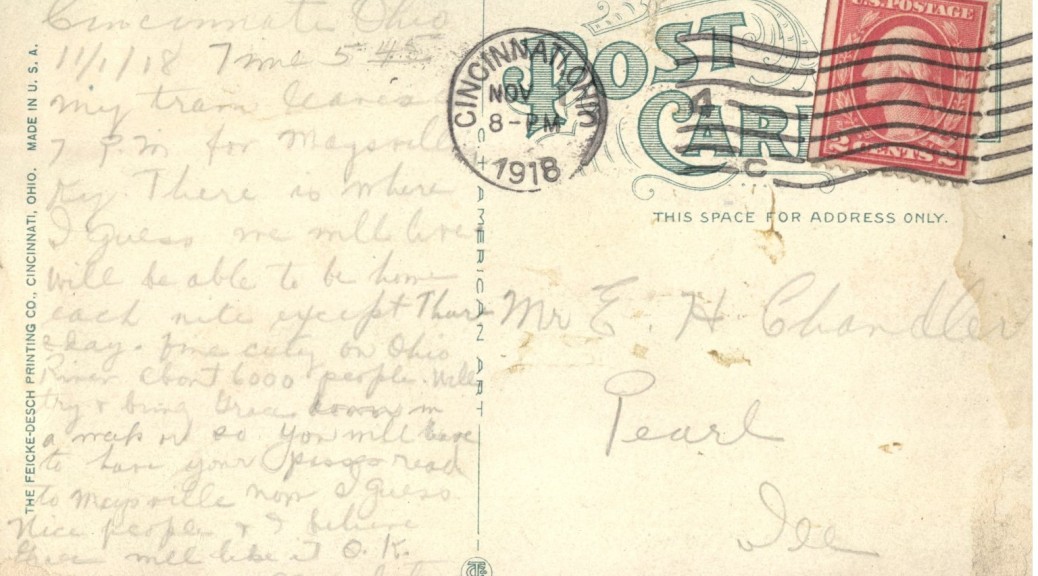 Cincinnati Ohio
11/1/18 Time 5 45
my train leaves
7 P.M for Maysville
Ky There is where
I guess we will live
will be able to be home
each nite except Thurs
day. Fine city on Ohio
River about 6000 people. Will
try & bring Grace down in
a week or so. You will have
to have your passes read
to Maysville now I guess
Nice people & I believe
Grace will like it O.K.
THE FEICKE-DESCH PRINTING CO., CINCINNATI, OHIO. MADE IN U. S. A.
AMERICAN ART
POST
CARD
CINCINNATI, OHIO
NOV
8-PM
1918
1
C
U.S. POSTAGE
2 CENTS 2
THIS SPACE FOR ADDRESS ONLY.
Mr E. H. Chandler
Pearl
Ill